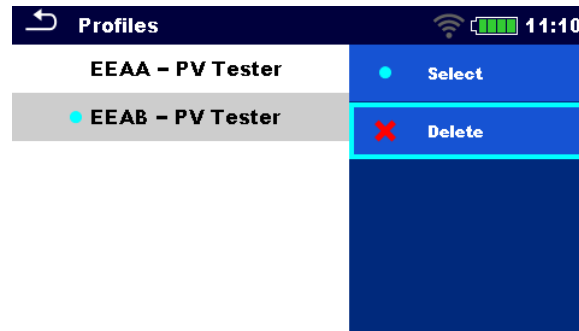 Profiles 11:10
EEAA – PV Tester
EEAB – PV Tester
Select
Delete